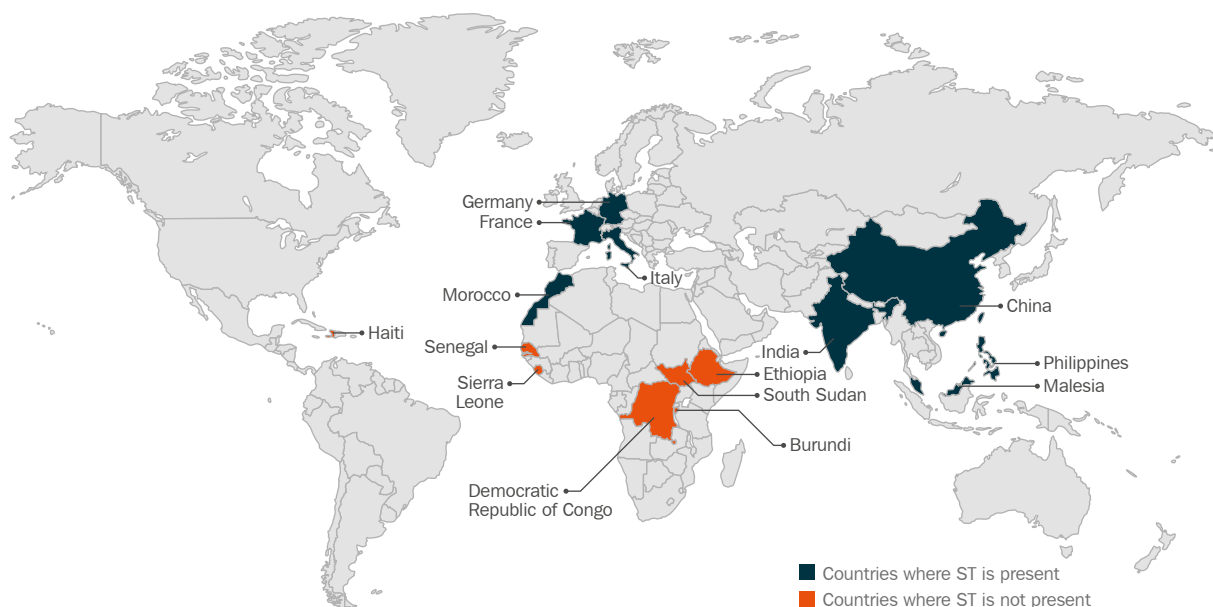 Germany
France
Italy
Morocco
China
Haiti
Senegal
India
Philippines
Ethiopia
Malesia
Sierra
Leone
South Sudan
Burundi
Democratic
Republic of Congo
Countries where ST is present
Countries where ST is not present